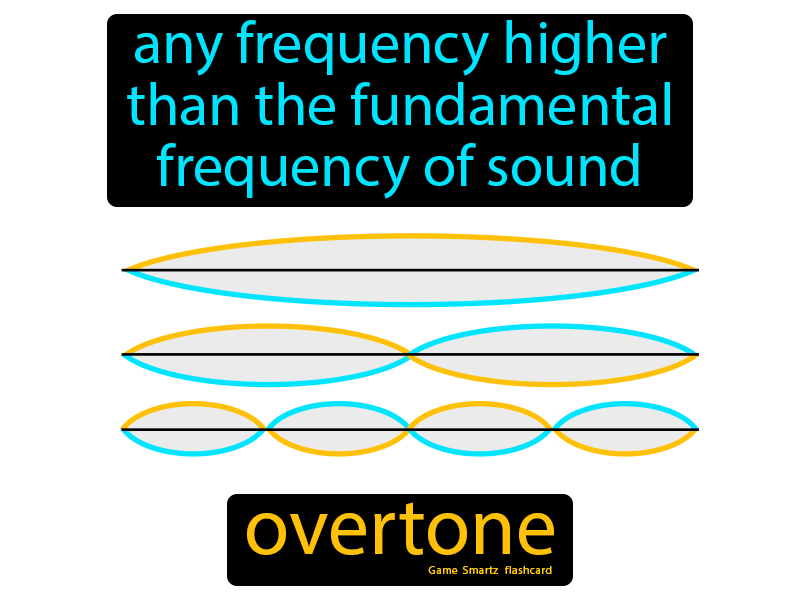 any frequency higher
than the fundamental
frequency of sound
overtone
Game Smartz flashcard